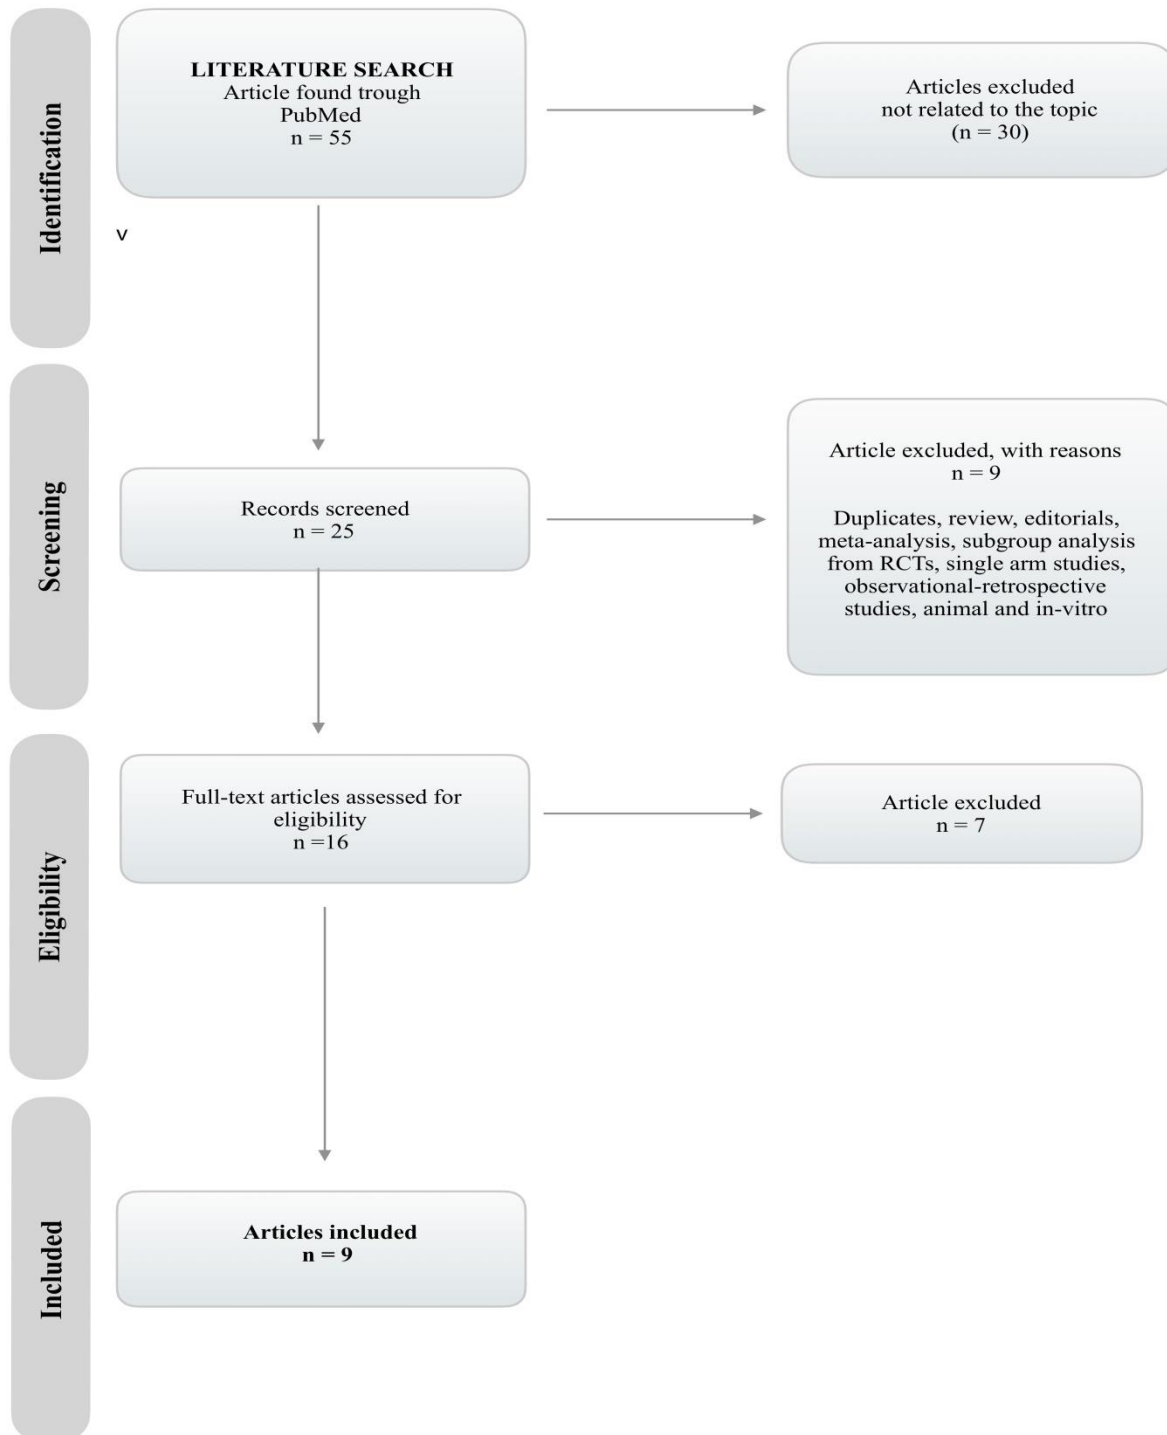 Identification
LITERATURE SEARCH
Article found trough
PubMed
n = 55
Articles excluded
not related to the topic
(n = 30)
v
Screening
Records screened
n = 25
Article excluded, with reasons
n = 9
Duplicates, review, editorials,
meta-analysis, subgroup analysis
from RCTs, single arm studies,
observational-retrospective
studies, animal and in-vitro
Eligibility
Full-text articles assessed for
eligibility
n =16
Article excluded
n = 7
Included
Articles included
n = 9